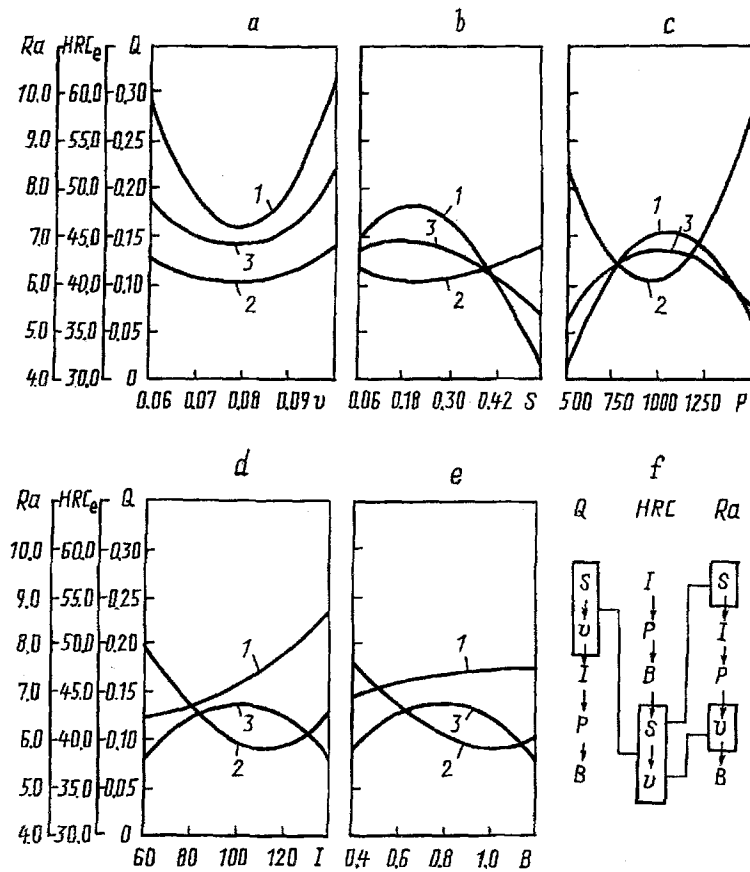 a b c
Ra HRCe Q
10.0 60.0 0,30
9.0 55.0 0,25
8.0 50.0 0,20
7.0 45.0 0,15
6.0 40.0 0,10
5.0 35.0 0,05
4.0 30.0 0
1
3
2
1
3
2
1
3
2
0.06 0.07 0.08 0.09 υ
0.06 0.18 0.30 0.42 S
500 750 1000 1250 P
d e f
Ra HRCe Q
10.0 60.0 0,30
9.0 55.0 0,25
8.0 50.0 0,20
7.0 45.0 0,15
6.0 40.0 0,10
5.0 35.0 0,05
4.0 30.0 0
1
3
2
1
3
2
60 80 100 120 I
0,4 0,6 0,8 1,0 B
Q HRC Ra
S I S
υ P I
I B P
P S υ
B υ B